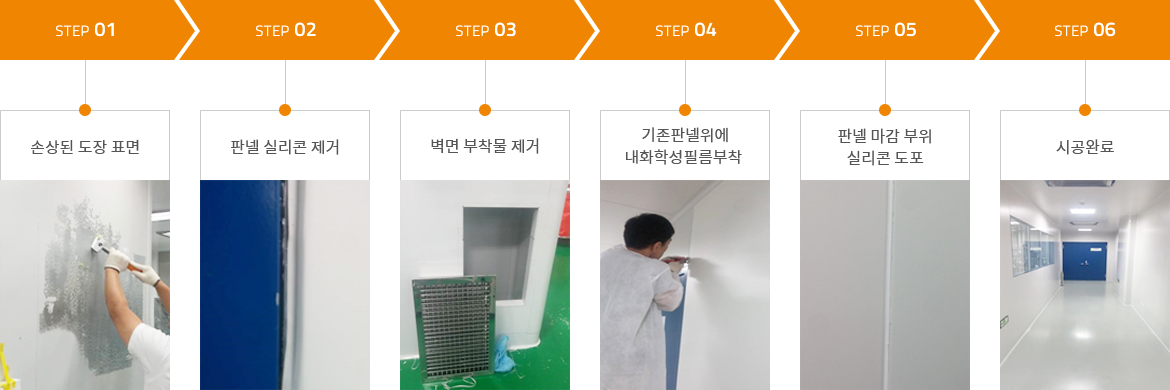 STEP 01
STEP 02
STEP 03
STEP 04
STEP 05
STEP 06
손상된 도장 표면
판넬 실리콘 제거
벽면 부착물 제거
기존판넬위에
내화학성필름부착
판넬 마감 부위
실리콘 도포
시공완료